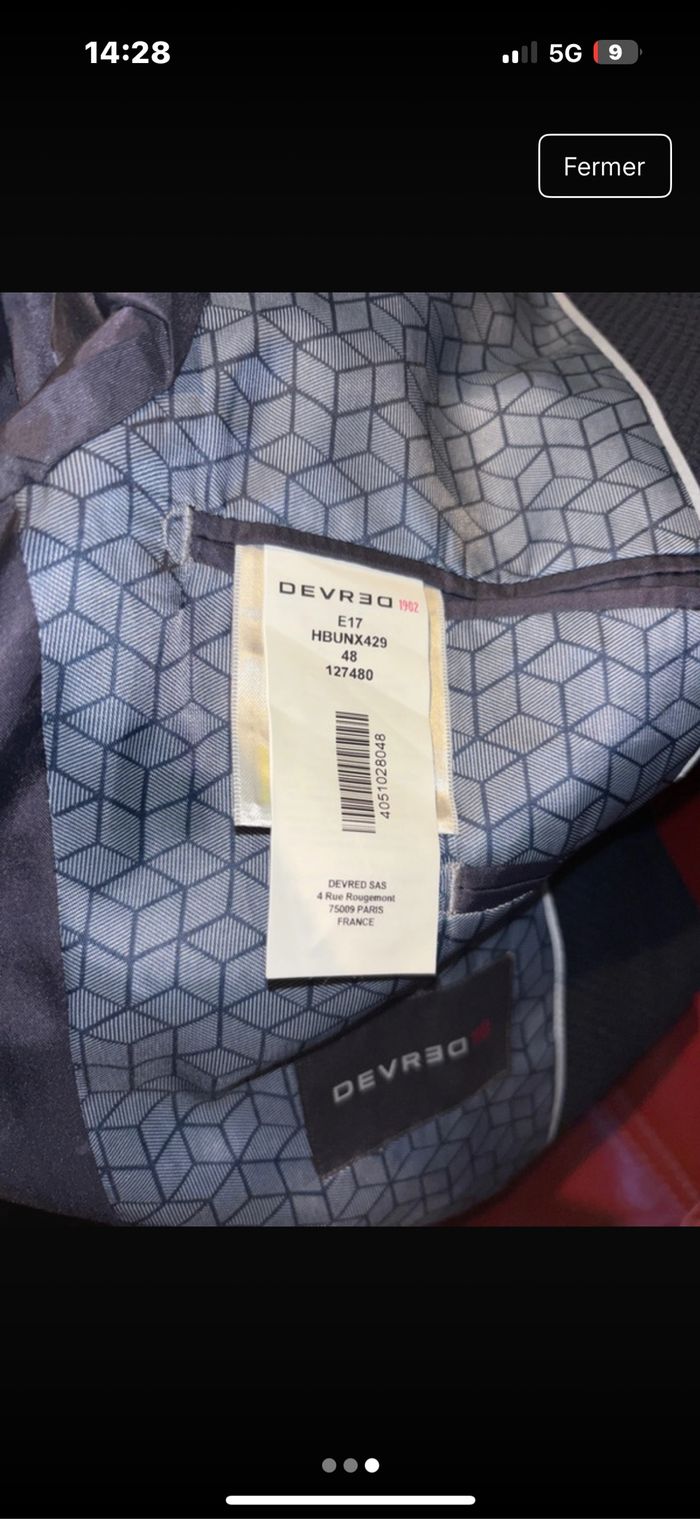 14:28
5G
9
Fermer
DEVRED 1902
E17
HBUNX429
48
127480
4051028048
DEVRED SAS
4 Rue Rougemont
75009 PARIS
FRANCE
DEVRED